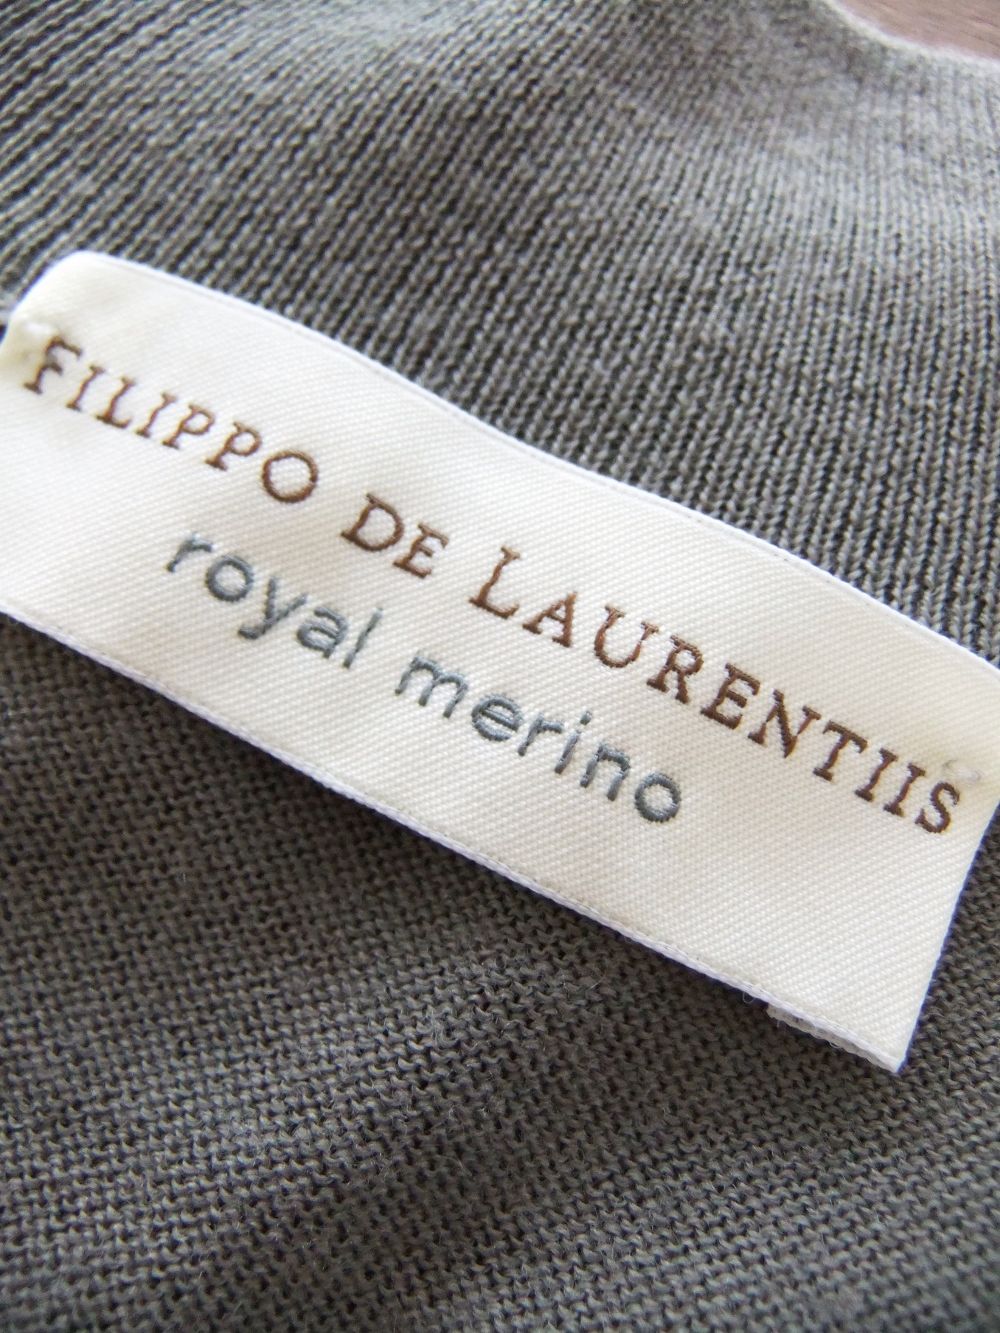 FILIPPO DE LAURENTIIS
royal merino